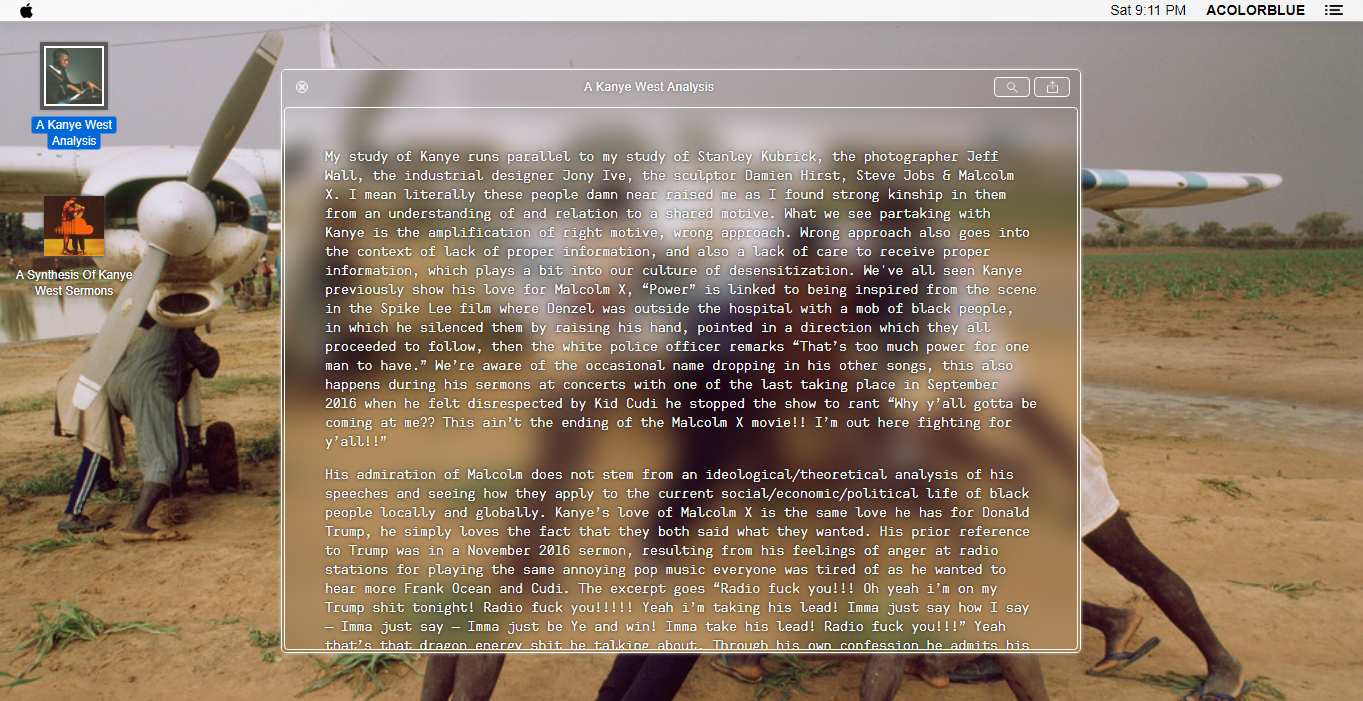 Sat 9:11 PM ACOLORBLUE
A Kanye West
Analysis
A Synthesis Of Kanye
West Sermons
A Kanye West Analysis
My study of Kanye runs parallel to my study of Stanley Kubrick, the photographer Jeff
Wall, the industrial designer Jony Ive, the sculptor Damien Hirst, Steve Jobs & Malcolm
X. I mean literally these people damn near raised me as I found strong kinship in them
from an understanding of and relation to a shared motive. What we see partaking with
Kanye is the amplification of right motive, wrong approach. Wrong approach also goes into
the context of lack of proper information, and also a lack of care to receive proper
information, which plays a bit into our culture of desensitization. We've all seen Kanye
previously show his love for Malcolm X, “Power” is linked to being inspired from the scene
in the Spike Lee film where Denzel was outside the hospital with a mob of black people,
in which he silenced them by raising his hand, pointed in a direction which they all
proceeded to follow, then the white police officer remarks “That’s too much power for one
man to have.” We’re aware of the occasional name dropping in his other songs, this also
happens during his sermons at concerts with one of the last taking place in September
2016 when he felt disrespected by Kid Cudi he stopped the show to rant “Why y’all gotta be
coming at me?? This ain’t the ending of the Malcolm X movie!! I’m out here fighting for
y’all!!”
His admiration of Malcolm does not stem from an ideological/theoretical analysis of his
speeches and seeing how they apply to the current social/economic/political life of black
people locally and globally. Kanye’s love of Malcolm X is the same love he has for Donald
Trump, he simply loves the fact that they both said what they wanted. His prior reference
to Trump was in a November 2016 sermon, resulting from his feelings of anger at radio
stations for playing the same annoying pop music everyone was tired of as he wanted to
hear more Frank Ocean and Cudi. The excerpt goes “Radio fuck you!!! Oh yeah i’m on my
Trump shit tonight! Radio fuck you!!!!! Yeah i’m taking his lead! Imma just say how I say
— Imma just say — Imma just be Ye and win! Imma take his lead! Radio fuck you!!!” Yeah
that’s that dragon energy shit he talking about. Through his own confession he admits his